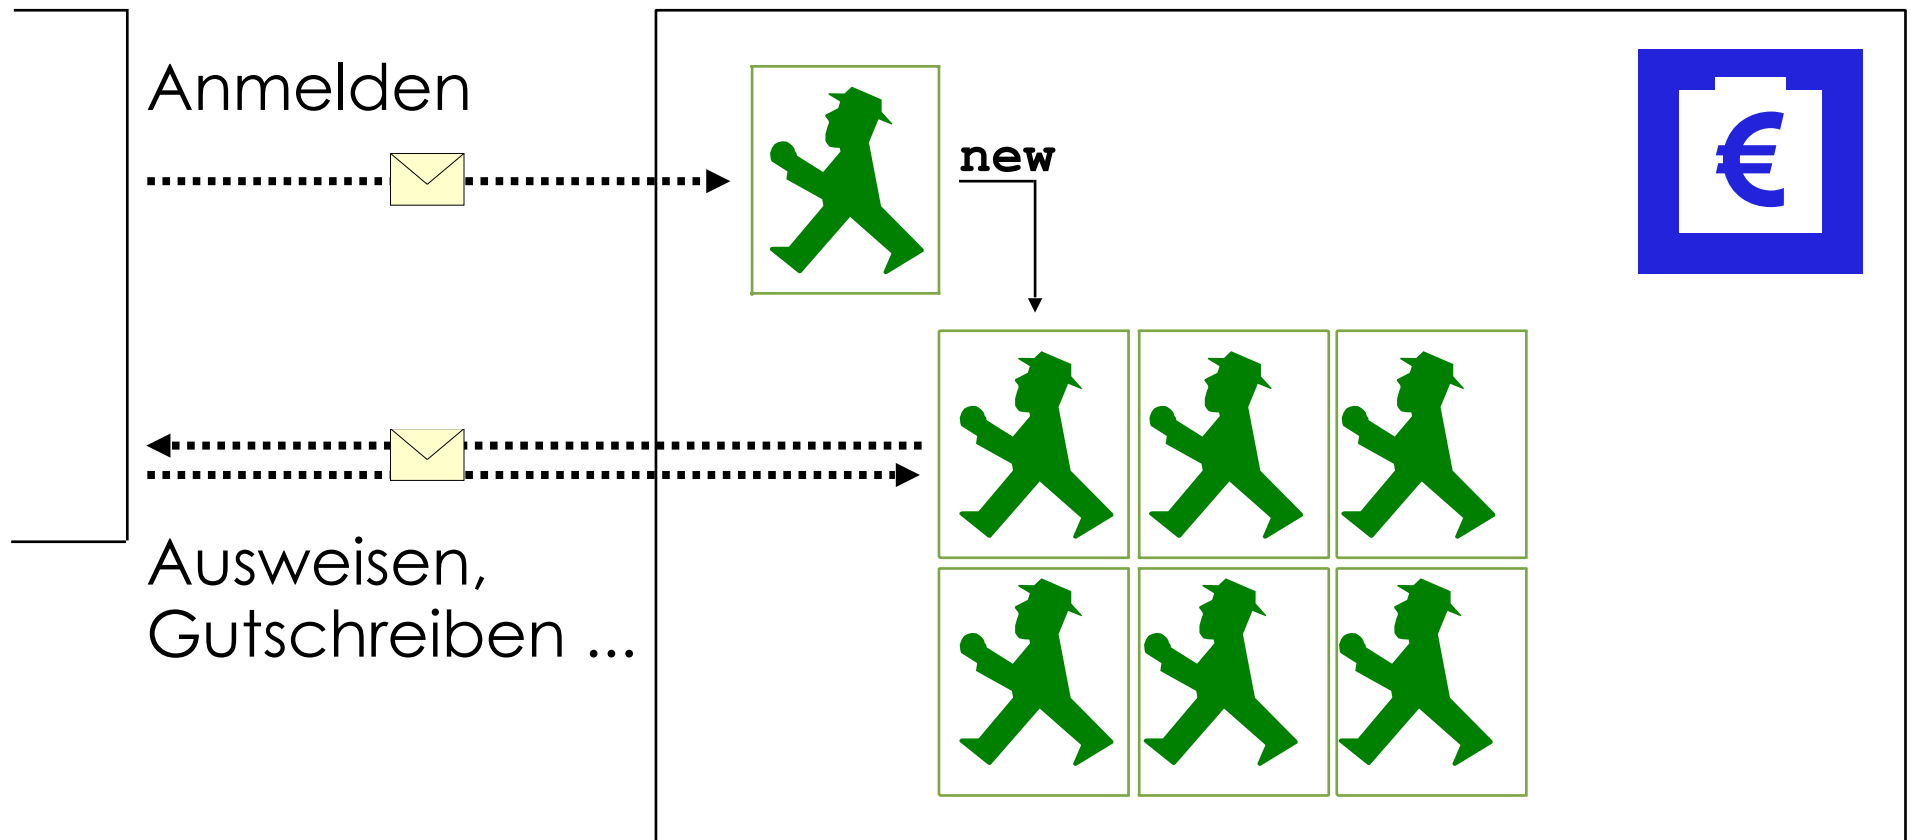 Anmelden
new
€
Ausweisen,
Gutschreiben ...